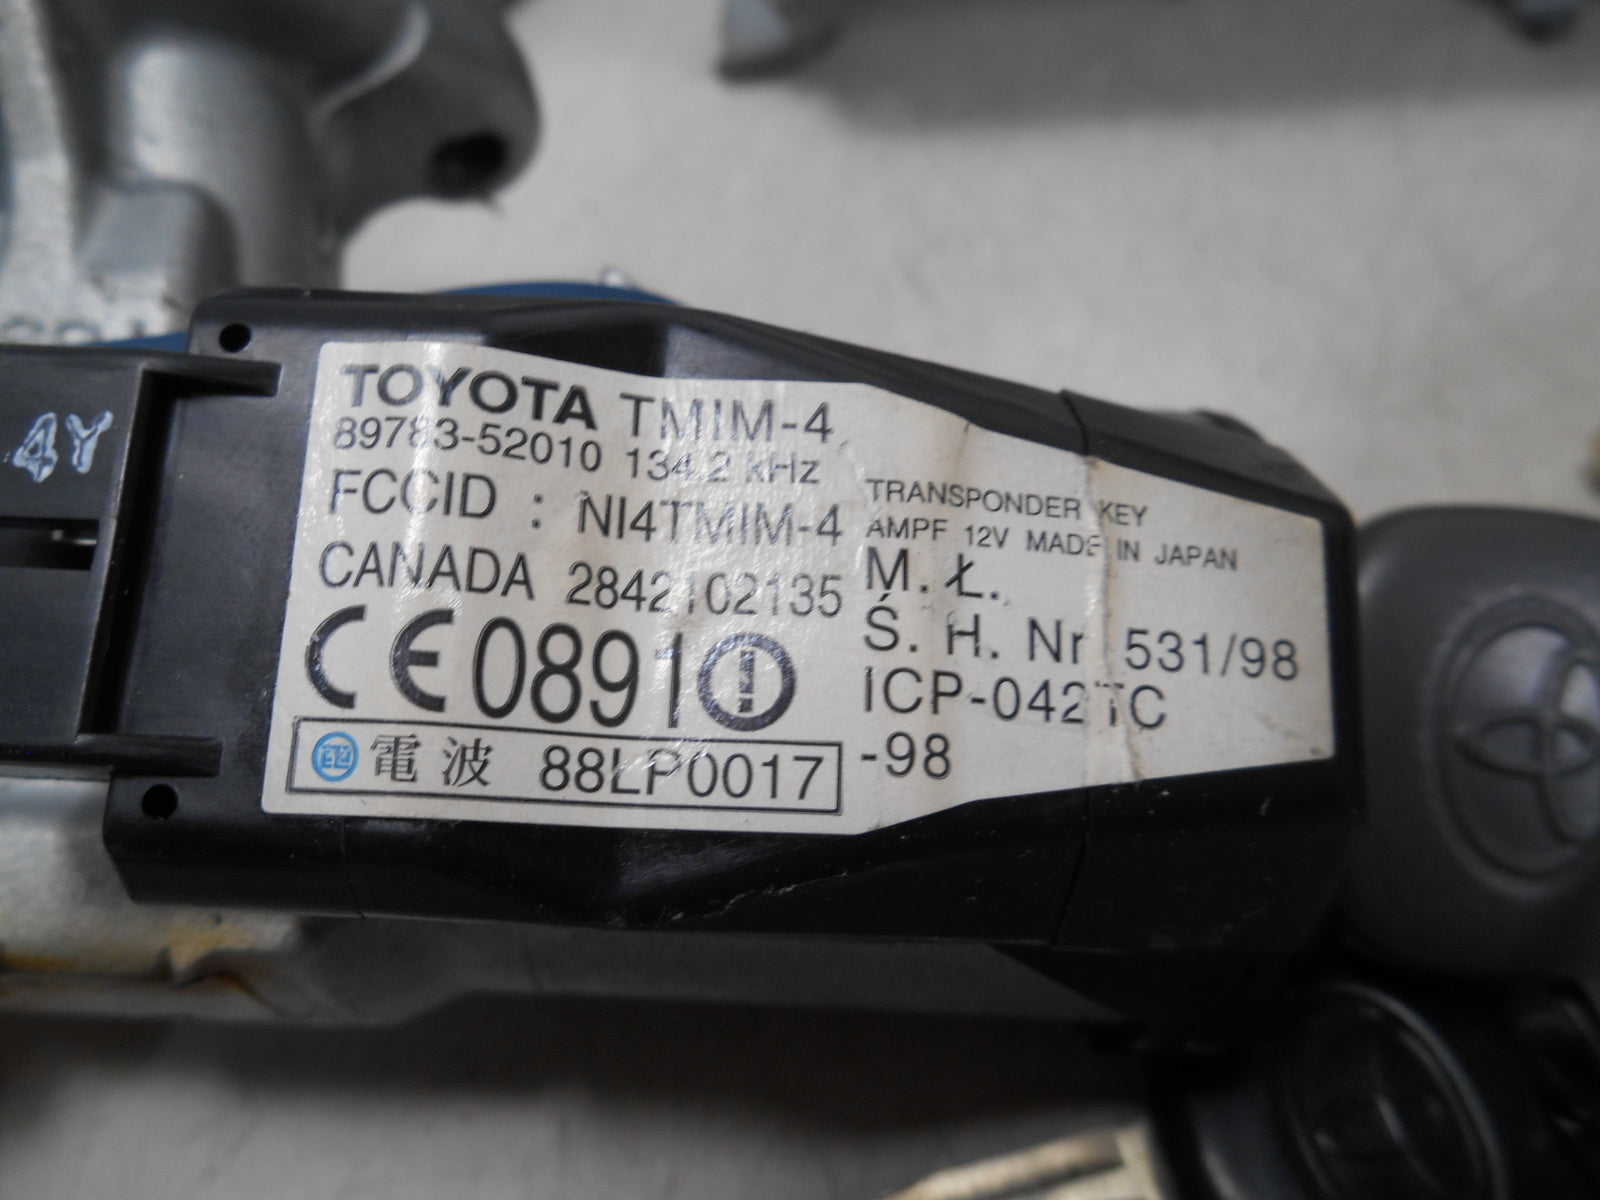 4Y
TOYOTA TMIM-4
89783-52010 134.2 kHz
FCCID : NI4TMIM-4
CANADA 2842102135
CE0891
電波 88LP0017
TRANSPONDER KEY
AMPF 12V MADE IN JAPAN
M. Ł.
Ś. H. Nr 531/98
ICP-042TC
-98